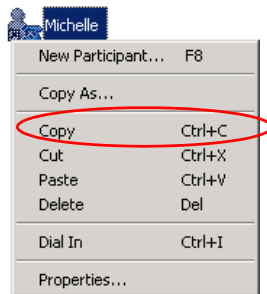 Michelle
New Participant... F8
Copy As...
Copy Ctrl+C
Cut Ctrl+X
Paste Ctrl+V
Delete Del
Dial In Ctrl+I
Properties...